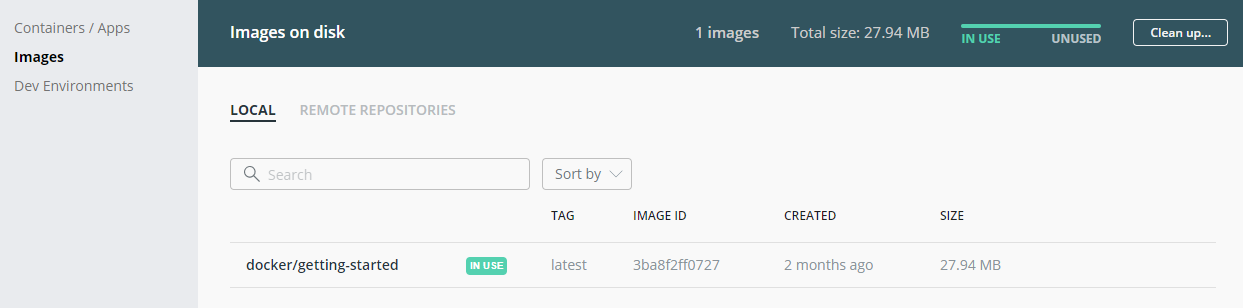 Containers / Apps
Images
Dev Environments
Images on disk
1 images
Total size: 27.94 MB
IN USE
UNUSED
Clean up...
LOCAL
REMOTE REPOSITORIES
Search
Sort by
TAG
IMAGE ID
CREATED
SIZE
docker/getting-started
IN USE
latest
3ba8f2ff0727
2 months ago
27.94 MB